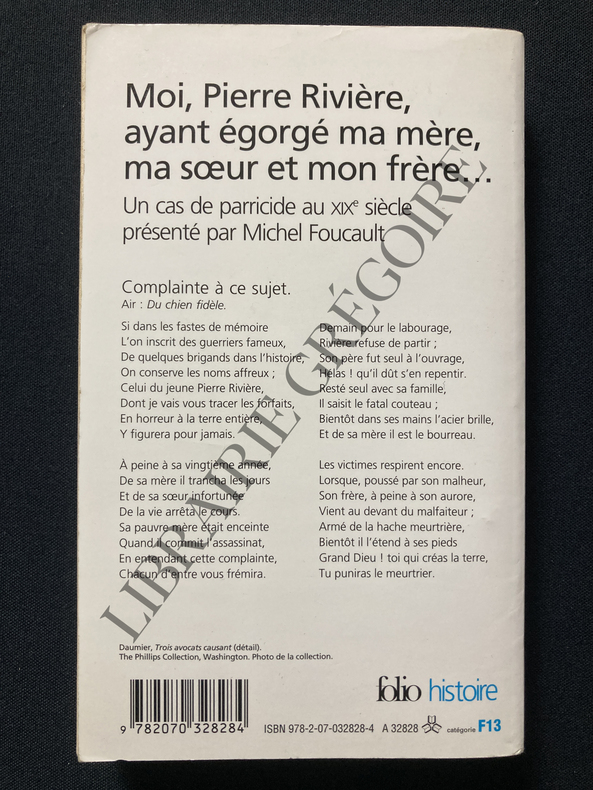 Moi, Pierre Rivière,
ayant égorgé ma mère,
ma sœur et mon frère...
Un cas de parricide au XIXe siècle
présenté par Michel Foucault
Complainte à ce sujet.
Air : Du chien fidèle.
Si dans les fastes de mémoire
L'on inscrit des guerriers fameux,
De quelques brigands dans l'histoire,
On conserve les noms affreux ;
Celui du jeune Pierre Rivière,
Dont je vais vous tracer les forfaits,
En horreur à la terre entière,
Y figurera pour jamais.
À peine à sa vingtième année,
De sa mère il trancha les jours
Et de sa sœur infortunée
De la vie arrêta le cours.
Sa pauvre mère était enceinte
Quand il commit l'assassinat,
En entendant cette complainte,
Chacun d'entre vous frémira.
Demain pour le labourage,
Rivière refuse de partir ;
Son père fut seul à l'ouvrage,
Hélas ! qu'il dût s'en repentir.
Resté seul avec sa famille,
Il saisit le fatal couteau ;
Bientôt dans ses mains l'acier brille,
Et de sa mère il est le bourreau.
Les victimes respirent encore.
Lorsque, poussé par son malheur,
Son frère, à peine à son aurore,
Vient au devant du malfaiteur ;
Armé de la hache meurtrière,
Bientôt il l'étend à ses pieds
Grand Dieu ! toi qui créas la terre,
Tu puniras le meurtrier.
Daumier, Trois avocats causant (détail).
The Phillips Collection, Washington. Photo de la collection.
folio histoire
9 782070 328284
ISBN 978-2-07-032828-4 A 32828 catégorie F13
LIBRAIRIE GRÉGOIRE